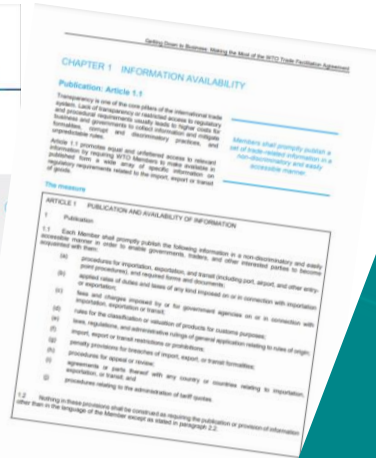 Getting Down to Business: Making the Most of the WTO Trade Facilitation Agreement
CHAPTER 1 INFORMATION AVAILABILITY
Publication: Article 1.1
Transparency is one of the core pillars of the international trade
system. Lack of transparency or restricted access to regulatory
and procedural requirements usually leads to higher costs for
business and governments to collect information and mitigate
formalities, corrupt and discriminatory practices, and
unpredictable rules.
Article 1.1 promotes equal and unfettered access to relevant
information by requiring WTO Members to make available in
published form a wide array of specific information on
regulatory requirements related to the import, export or transit
of goods.
Members shall promptly publish a
set of trade-related information in a
non-discriminatory and easily
accessible manner
The measure
ARTICLE 1 PUBLICATION AND AVAILABILITY OF INFORMATION
1 Publication
1.1 Each Member shall promptly publish the following information in a non-discriminatory and easily
accessible manner in order to enable governments, traders, and other interested parties to become
acquainted with them:
(a) procedures for importation, exportation, and transit (including port, airport, and other entry-
point procedures), and required forms and documents;
(b) applied rates of duties and taxes of any kind imposed on or in connection with importation
or exportation;
(c) fees and charges imposed by or for government agencies on or in connection with
importation, exportation or transit;
(d) rules for the classification or valuation of products for customs purposes;
(e) laws, regulations, and administrative rulings of general application relating to rules of origin;
(f) import, export or transit restrictions or prohibitions;
(g) penalty provisions for breaches of import, export, or transit formalities;
(h) procedures for appeal or review;
(i) agreements or parts thereof with any country or countries relating to importation,
exportation, or transit; and
(j) procedures relating to the administration of tariff quotas.
1.2 Nothing in these provisions shall be construed as requiring the publication or provision of information
other than in the language of the Member except as stated in paragraph 2.2.